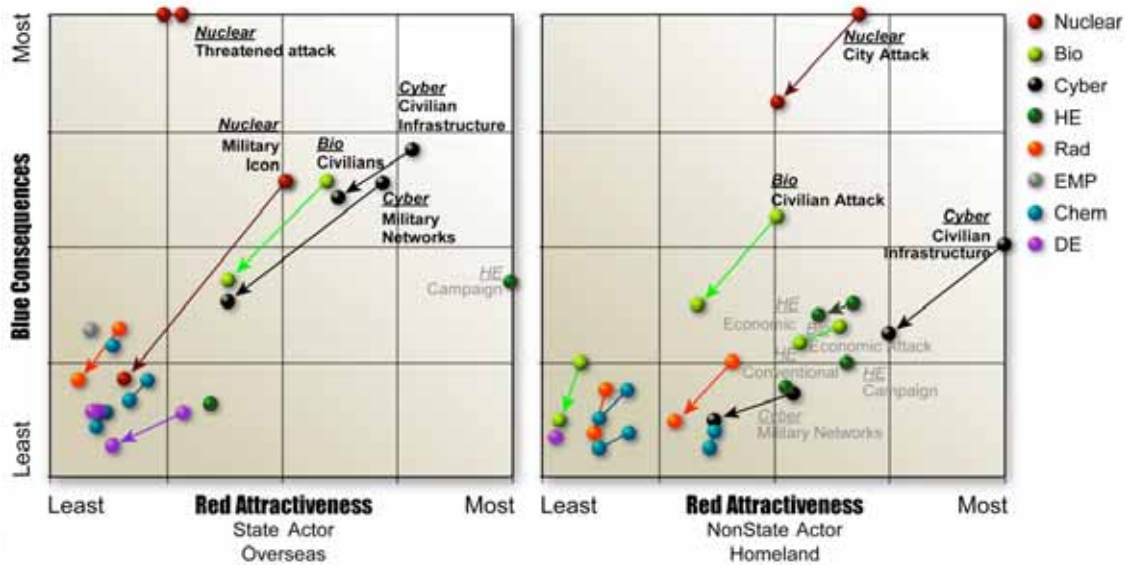 Most
Blue Consequences
Least
Nuclear
Threatened attack
Cyber
Civilian
Infrastructure
Nuclear
Military
Icon
Bio
Civilians
Cyber
Military
Networks
HE
Campaign
Least
Red Attractiveness
Most
State Actor
Overseas
Nuclear
City Attack
Bio
Civilian Attack
Cyber
Civilian
Infrastructure
HE
Economic
Economic Attack
HE
Conventional
HE
Campaign
Cyber
Military Networks
Least
Red Attractiveness
Most
NonState Actor
Homeland
Nuclear
Bio
Cyber
HE
Rad
EMP
Chem
DE